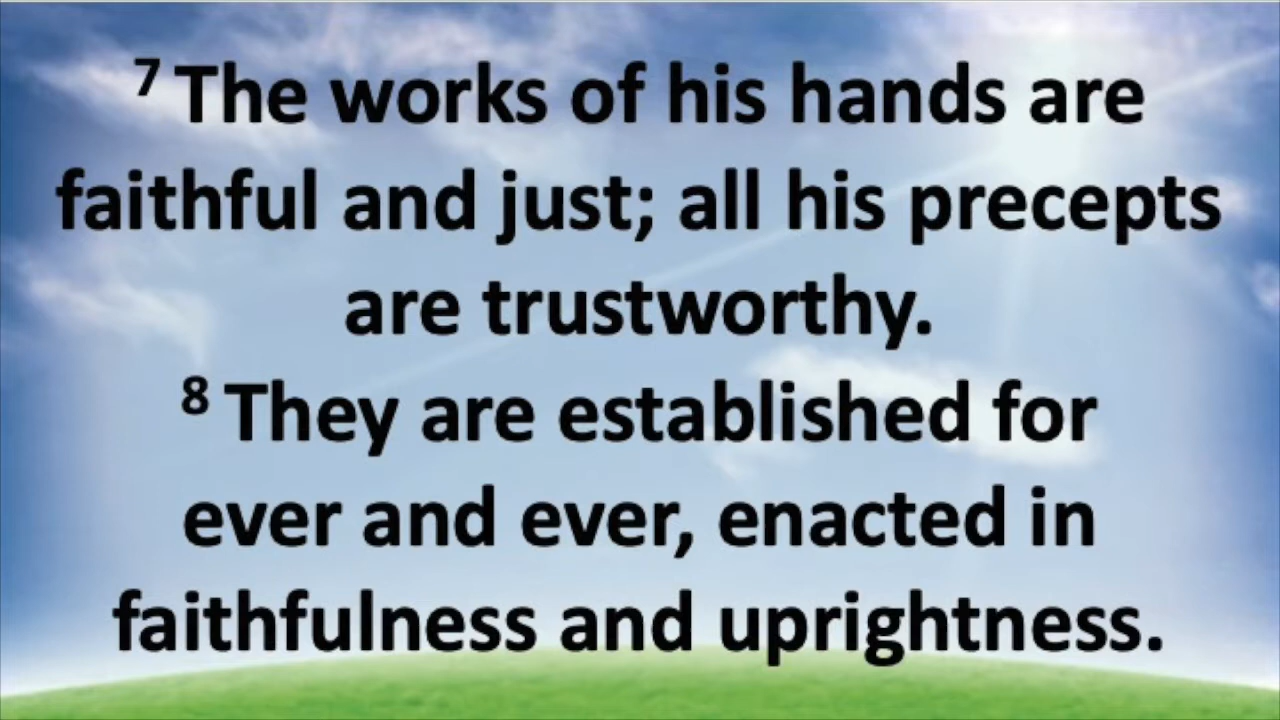 7 The works of his hands are
faithful and just; all his precepts
are trustworthy.
8 They are established for
ever and ever, enacted in
faithfulness and uprightness.